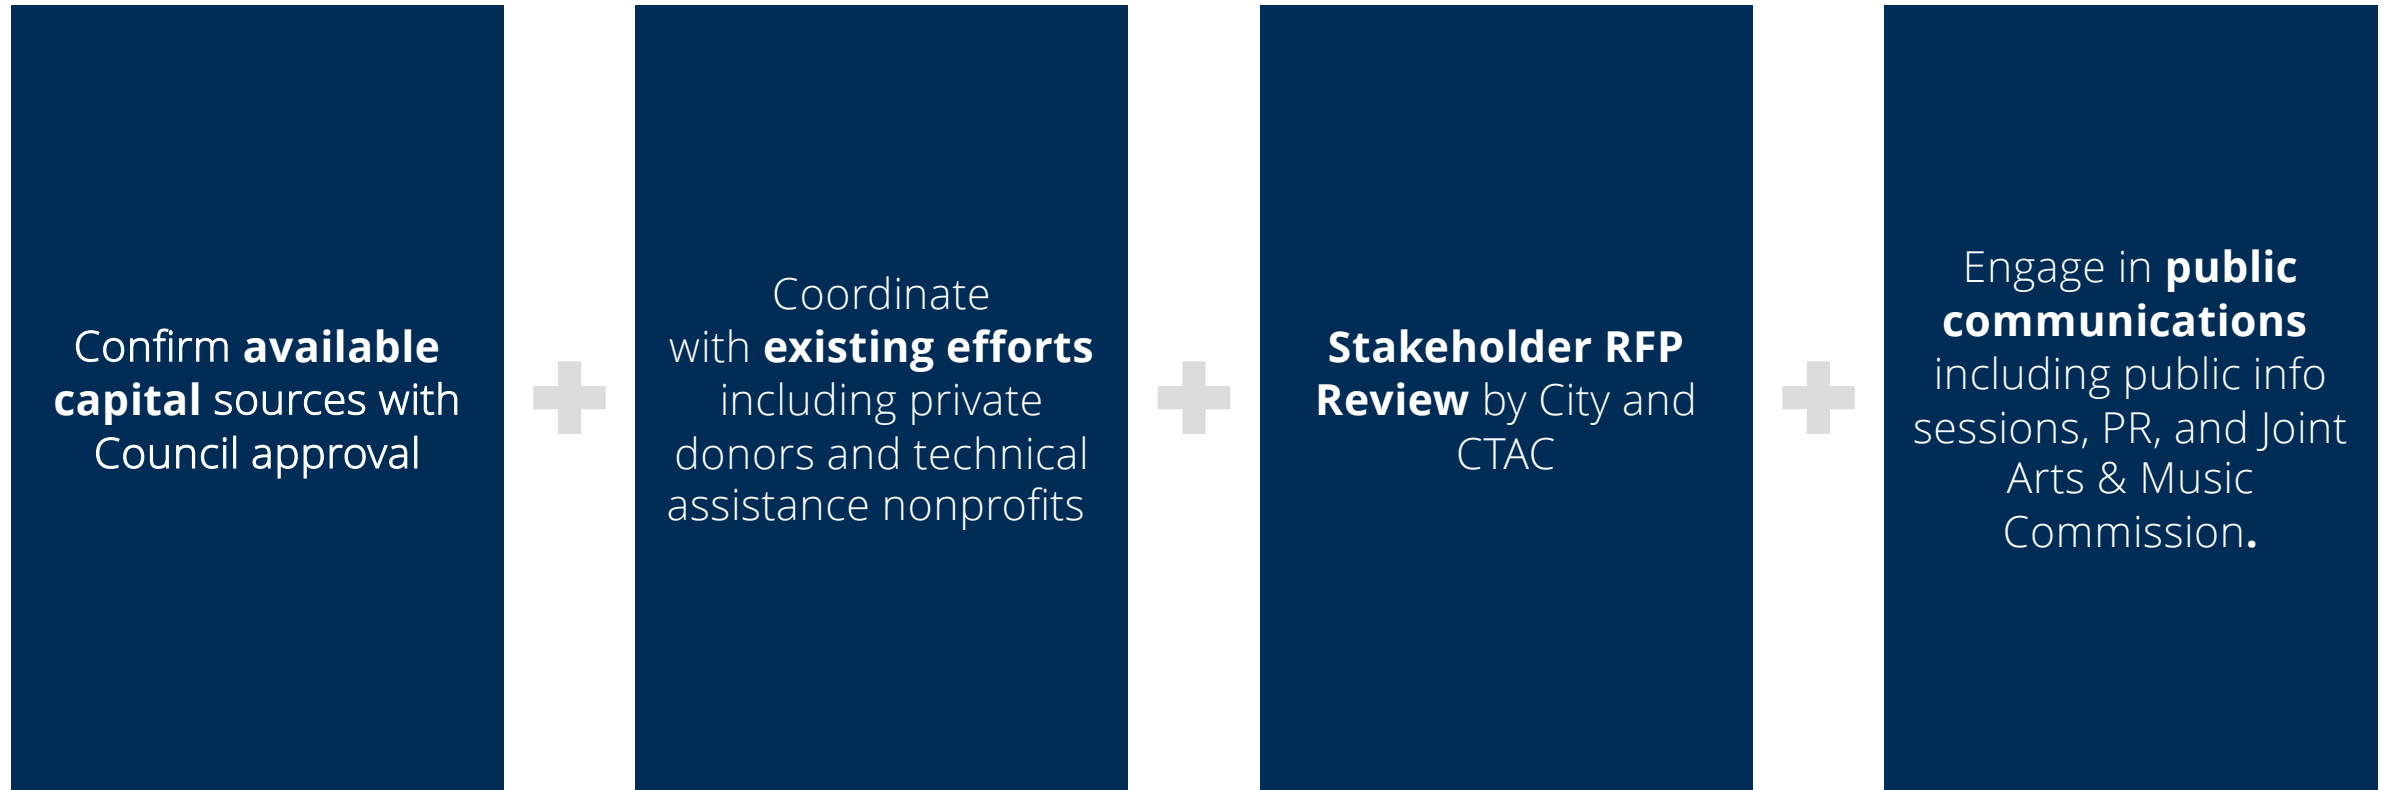 Confirm available
capital sources with
Council approval
Coordinate
with existing efforts
including private
donors and technical
assistance nonprofits
Stakeholder RFP
Review by City and
CTAC
Engage in public
communications
including public info
sessions, PR, and Joint
Arts & Music
Commission.